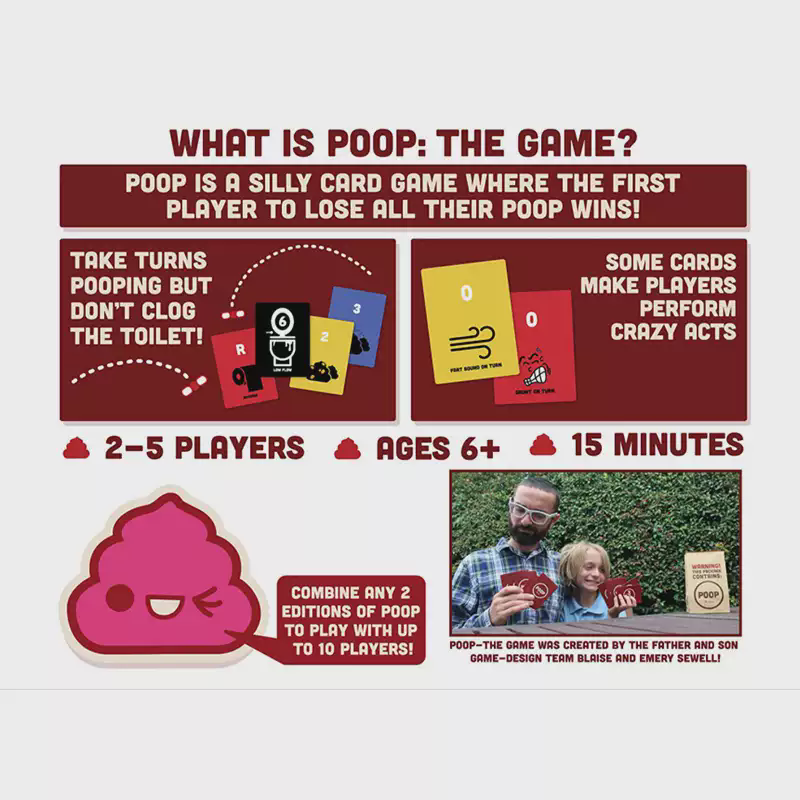 WHAT IS POOP: THE GAME?
POOP IS A SILLY CARD GAME WHERE THE FIRST
PLAYER TO LOSE ALL THEIR POOP WINS!
TAKE TURNS
POOPING BUT
DON'T CLOG
THE TOILET!
R
6
LOW FLOW
2
3
0
FART SOUND ON TURN
0
GRUNT ON TURN
SOME CARDS
MAKE PLAYERS
PERFORM
CRAZY ACTS
2–5 PLAYERS
AGES 6+
15 MINUTES
COMBINE ANY 2
EDITIONS OF POOP
TO PLAY WITH UP
TO 10 PLAYERS!
WARNING!
THIS PACKAGE
CONTAINS:
POOP
POOP–THE GAME WAS CREATED BY THE FATHER AND SON
GAME–DESIGN TEAM BLAISE AND EMERY SEWELL!